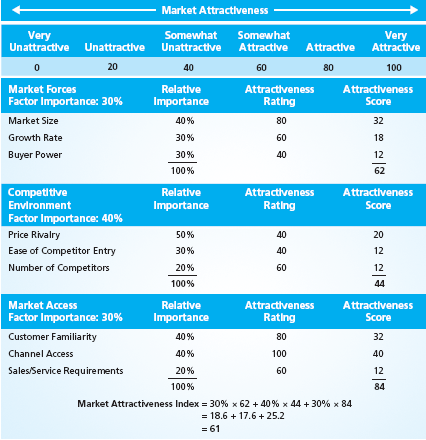 Market Attractiveness
Very Unattractive Unattractive Somewhat Unattractive Somewhat Attractive Attractive Very Attractive
0 20 40 60 80 100
Market Forces Relative Attractiveness Attractiveness
Factor Importance: 30% Importance Rating Score
Market Size 40% 80 32
Growth Rate 30% 60 18
Buyer Power 30% 40 12
100% 62
Competitive Relative Attractiveness Attractiveness
Environment Importance Rating Score
Factor Importance: 40%
Price Rivalry 50% 40 20
Ease of Competitor Entry 30% 40 12
Number of Competitors 20% 60 12
100% 44
Market Access Relative Attractiveness Attractiveness
Factor Importance: 30% Importance Rating Score
Customer Familiarity 40% 80 32
Channel Access 40% 100 40
Sales/Service Requirements 20% 60 12
100% 84
Market Attractiveness Index = 30% × 62 + 40% × 44 + 30% × 84
= 18.6 + 17.6 + 25.2
= 61